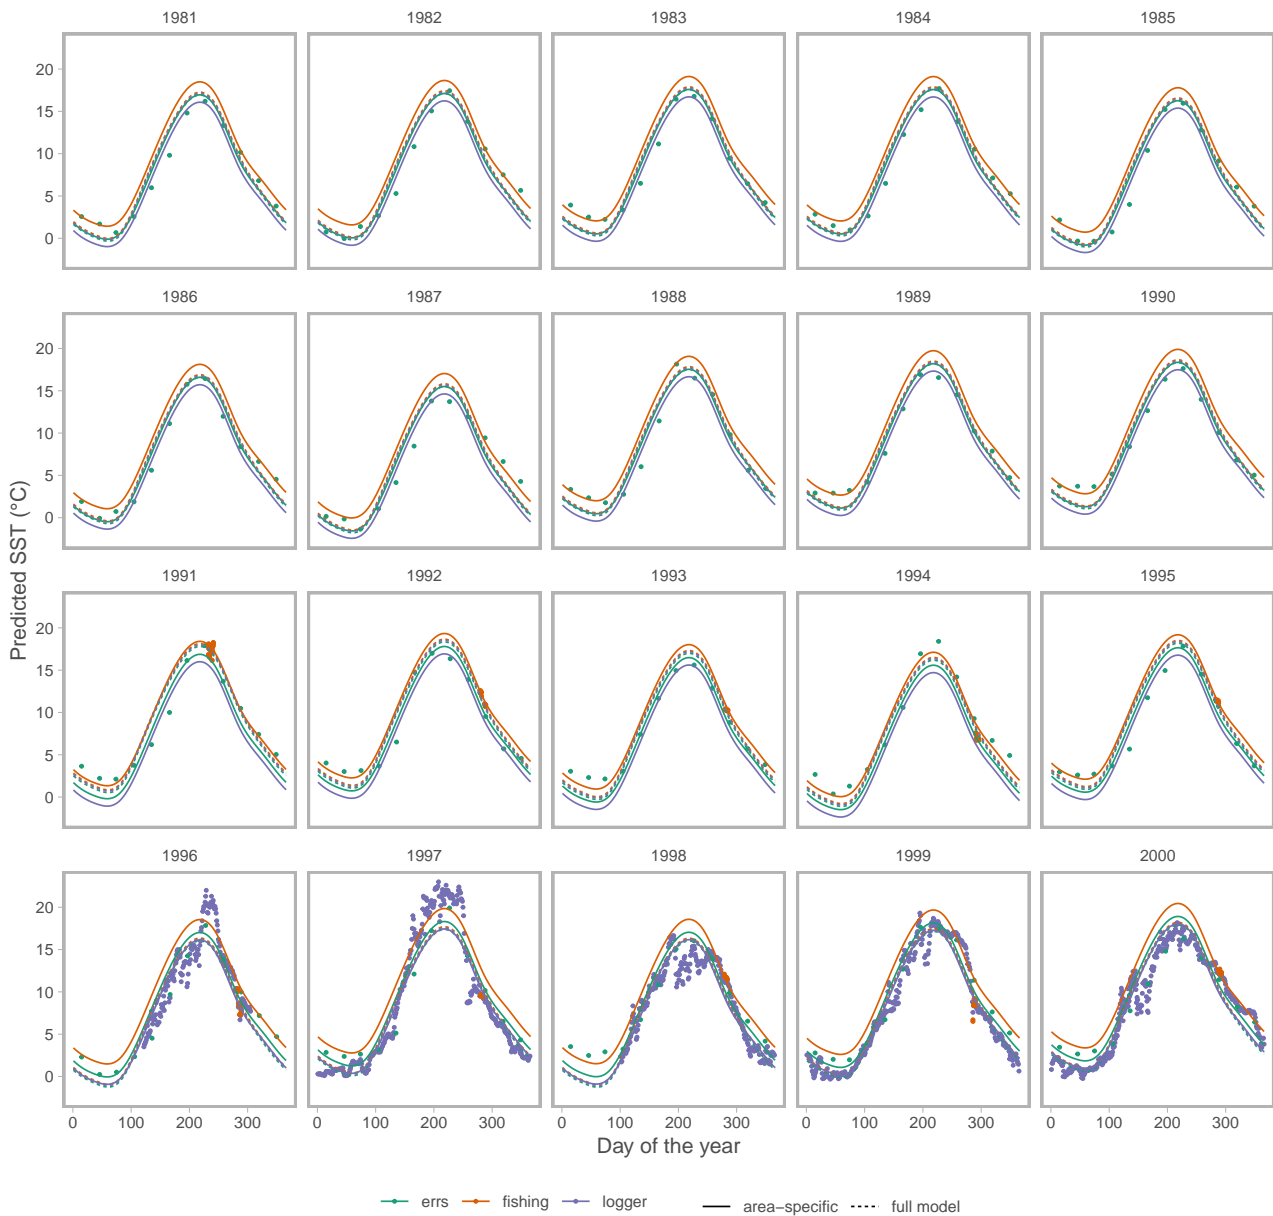 1981 1982 1983 1984 1985
20
15
10
5
0
1986 1987 1988 1989 1990
20
15
10
5
0
Predicted SST (°C)
1991 1992 1993 1994 1995
20
15
10
5
0
1996 1997 1998 1999 2000
20
15
10
5
0
0 100 200 300 0 100 200 300 0 100 200 300 0 100 200 300 0 100 200 300
Day of the year
errs fishing logger area−specific full model